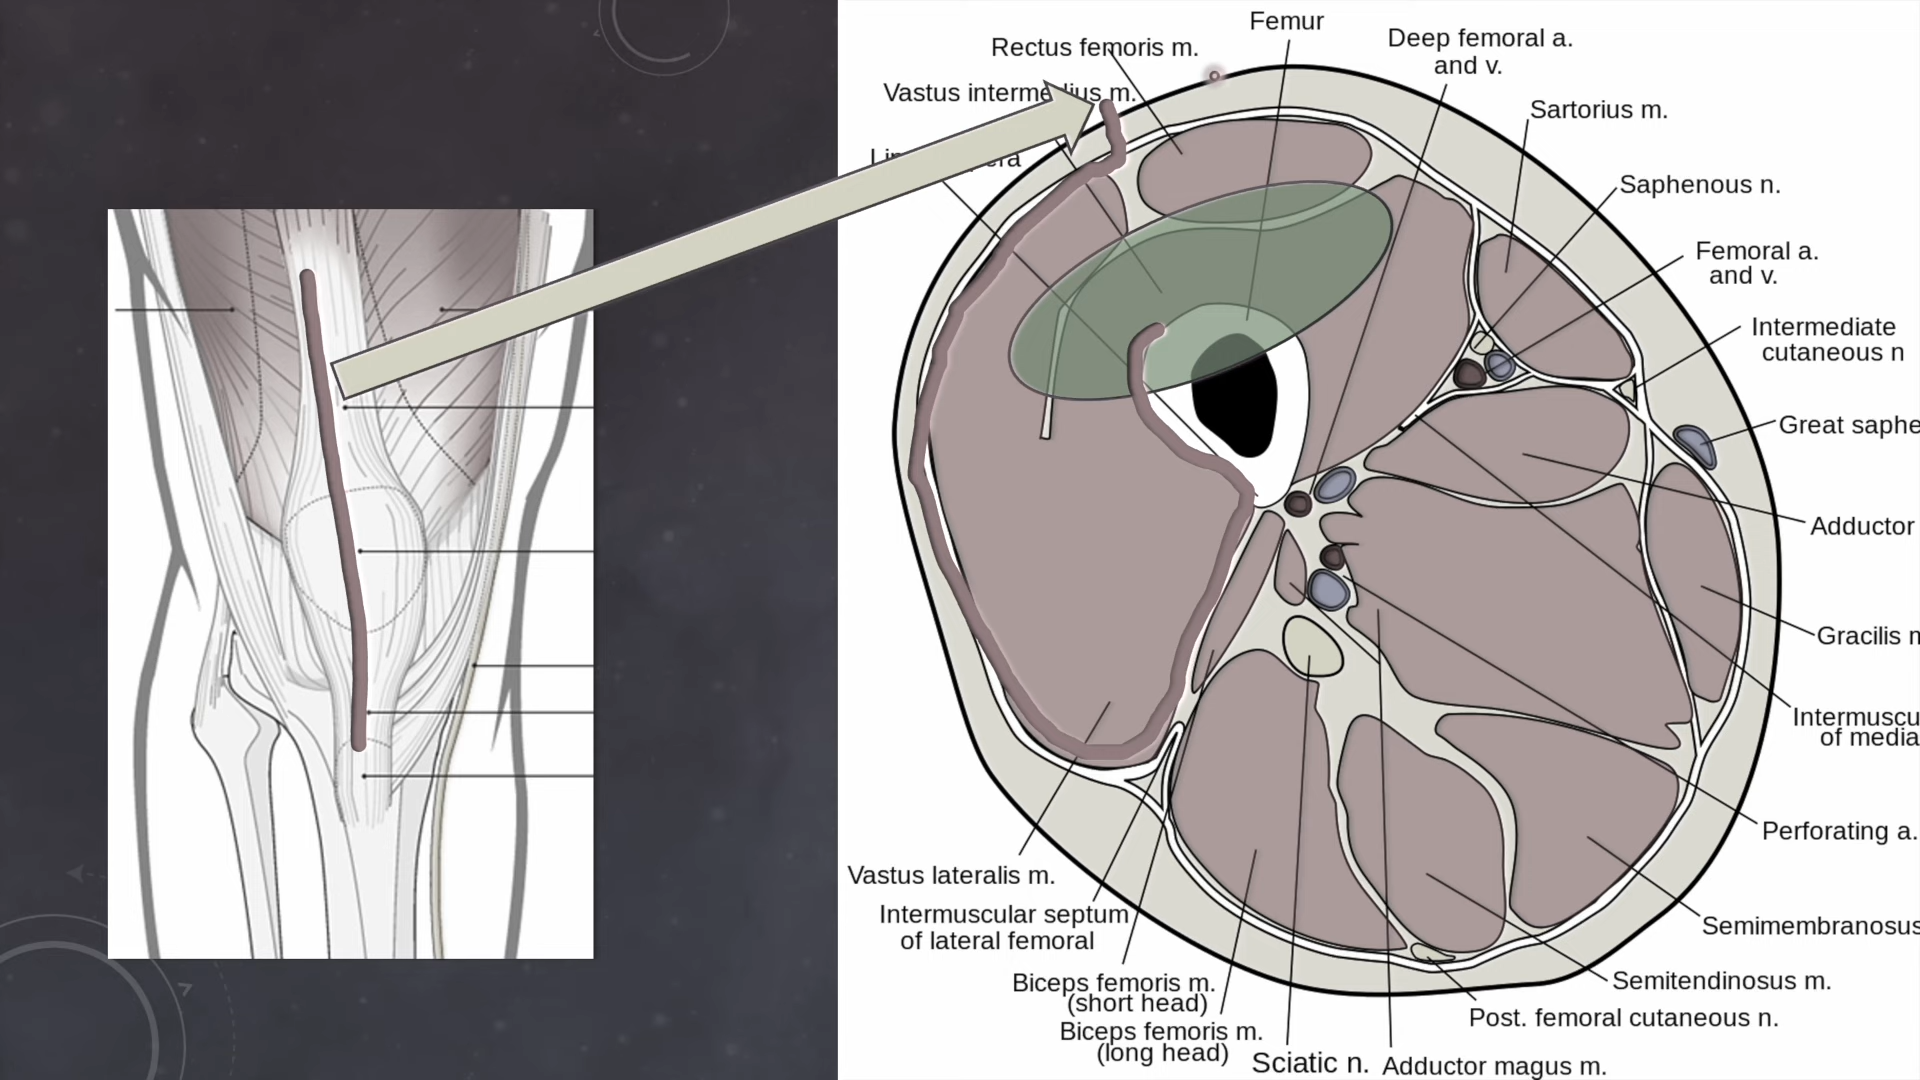 Femur
Rectus femoris m.
Deep femoral a.
and v.
Vastus intermedius m.
Sartorius m.
Saphenous n.
Femoral a.
and v.
Intermediate
cutaneous n
Great saphe
Adductor
Gracilis m
Intermuscu
of media
Perforating a.
Vastus lateralis m.
Intermuscular septum
of lateral femoral
Semimembranosus
Biceps femoris m.
(short head)
Semitendinosus m.
Post. femoral cutaneous n.
Biceps femoris m.
(long head)
Sciatic n.
Adductor magus m.